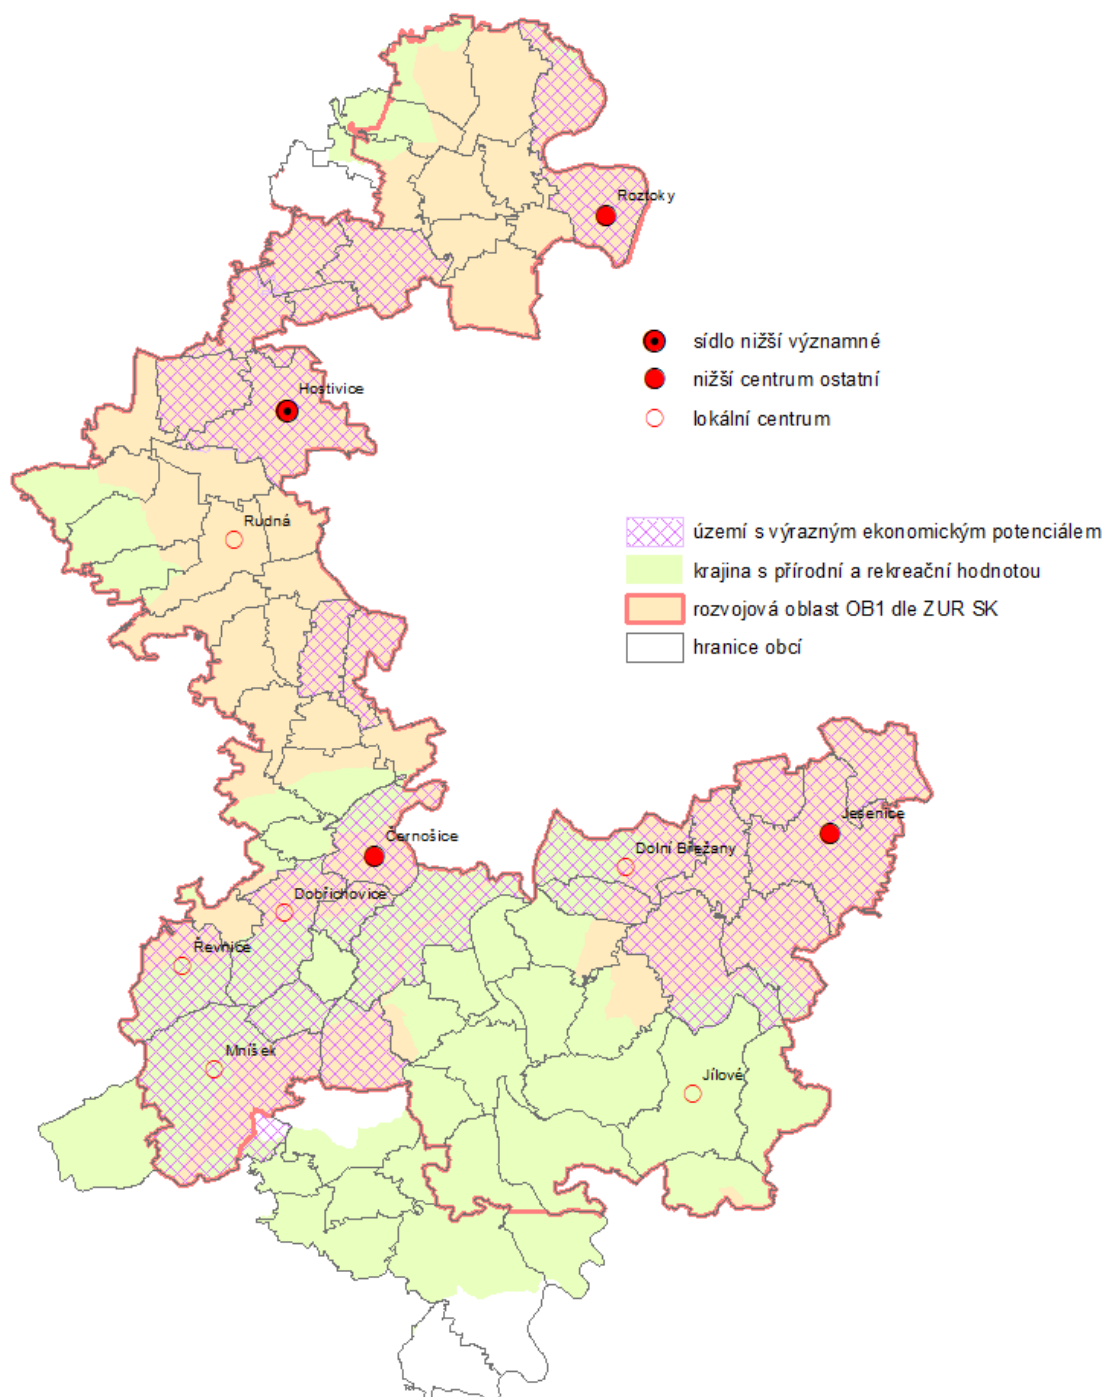 Roztoky
sídlo nižší významné
nižší centrum ostatní
lokální centrum
Hostivice
Rudná
území s výrazným ekonomickým potenciálem
krajina s přírodní a rekreační hodnotou
rozvojová oblast OB1 dle ZUR SK
hranice obcí
Jesenice
Černošice
Dolní Břežany
Dobřichovice
Řevnice
Mníšek
Jílové